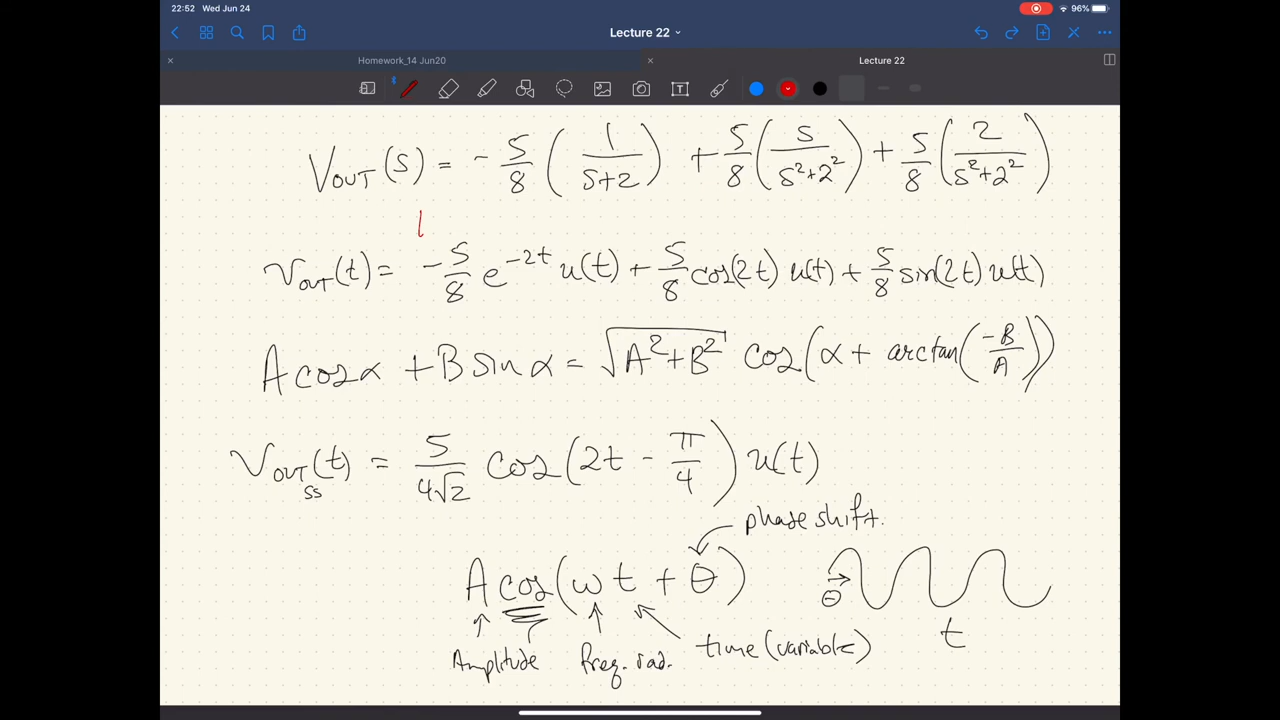 22:52 Wed Jun 24
96%
Lecture 22
Homework_14 Jun20
Lecture 22
V_OUT(s) = -5/8 (1/(s+2)) + 5/8 (s/(s²+2²)) + 5/8 (2/(s²+2²))
v_OUT(t) = -5/8 e^(-2t) u(t) + 5/8 cos(2t) u(t) + 5/8 sin(2t) u(t)
A cos α + B sin α = √(A²+B²) cos(α + arctan(-B/A))
V_OUT_SS(t) = 5/(4√2) cos(2t - π/4) u(t)
phase shift.
A cos(ωt + θ)
θ
Amplitude freq. rad. time (variable) t